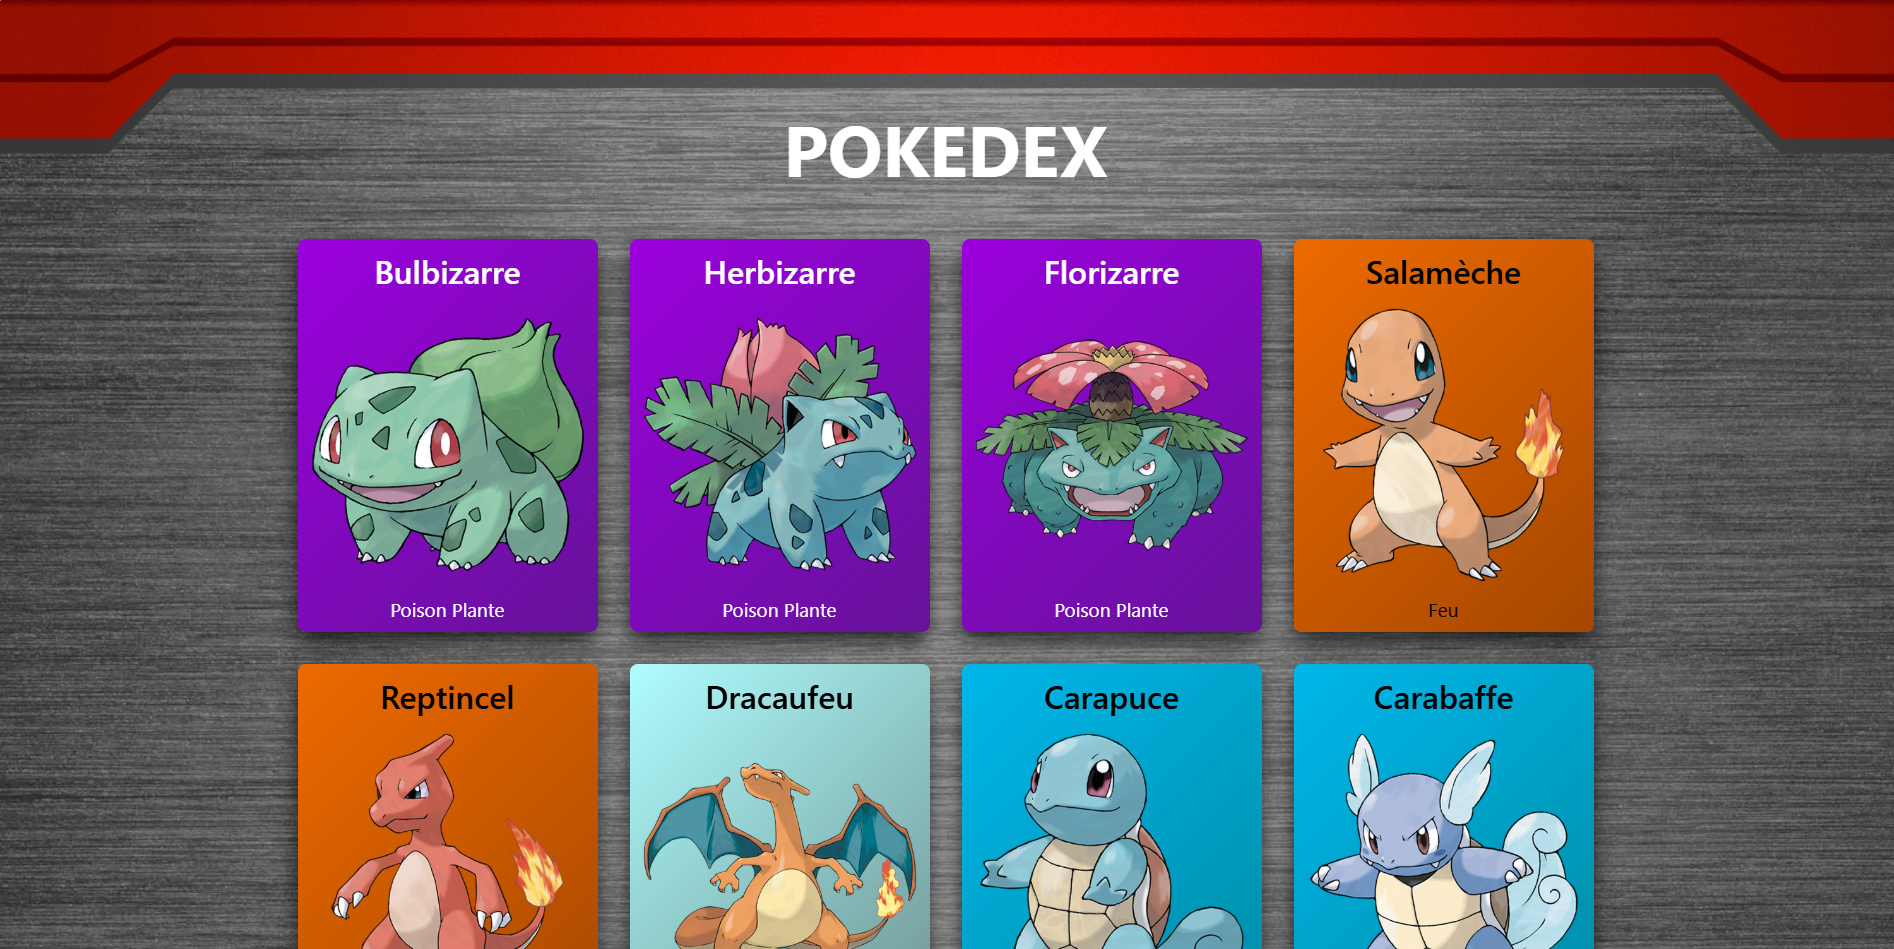 POKEDEX
Bulbizarre
Herbizarre
Florizarre
Salamèche
Poison Plante
Poison Plante
Poison Plante
Feu
Reptincel
Dracaufeu
Carapuce
Carabaffe